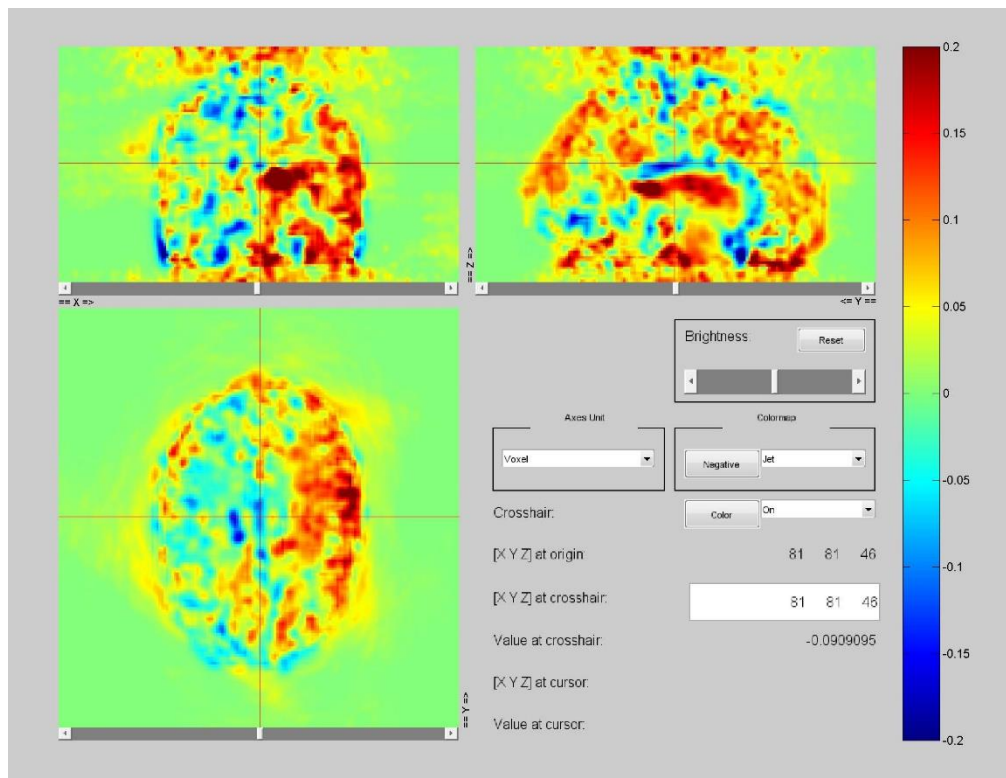 == X =>
== Z =>
<= Y ==
== Y =>
Brightness:
Reset
Axes Unit
Colormap
Voxel
Negative
Jet
Crosshair:
Color
On
[X Y Z] at origin:
81 81 46
[X Y Z] at crosshair:
81 81 46
Value at crosshair:
-0.0909095
[X Y Z] at cursor:
Value at cursor:
0.2
0.15
0.1
0.05
0
-0.05
-0.1
-0.15
-0.2